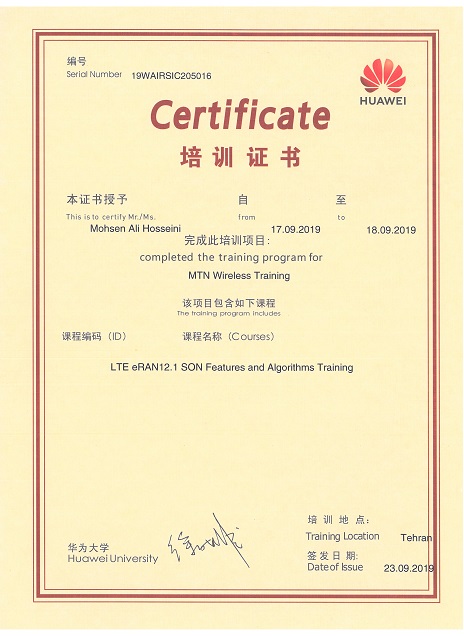 编号
Serial Number 19WAIRSIC205016
HUAWEI
Certificate
培训证书
本证书授予 自 至
This is to certify Mr./Ms. from to
Mohsen Ali Hosseini 17.09.2019 18.09.2019
完成此培训项目:
completed the training program for
MTN Wireless Training
该项目包含如下课程
The training program includes
课程编码（ID） 课程名称（Courses）
LTE eRAN12.1 SON Features and Algorithms Training
培训地点:
Training Location Tehran
华为大学
Huawei University
签发日期:
Date of Issue 23.09.2019